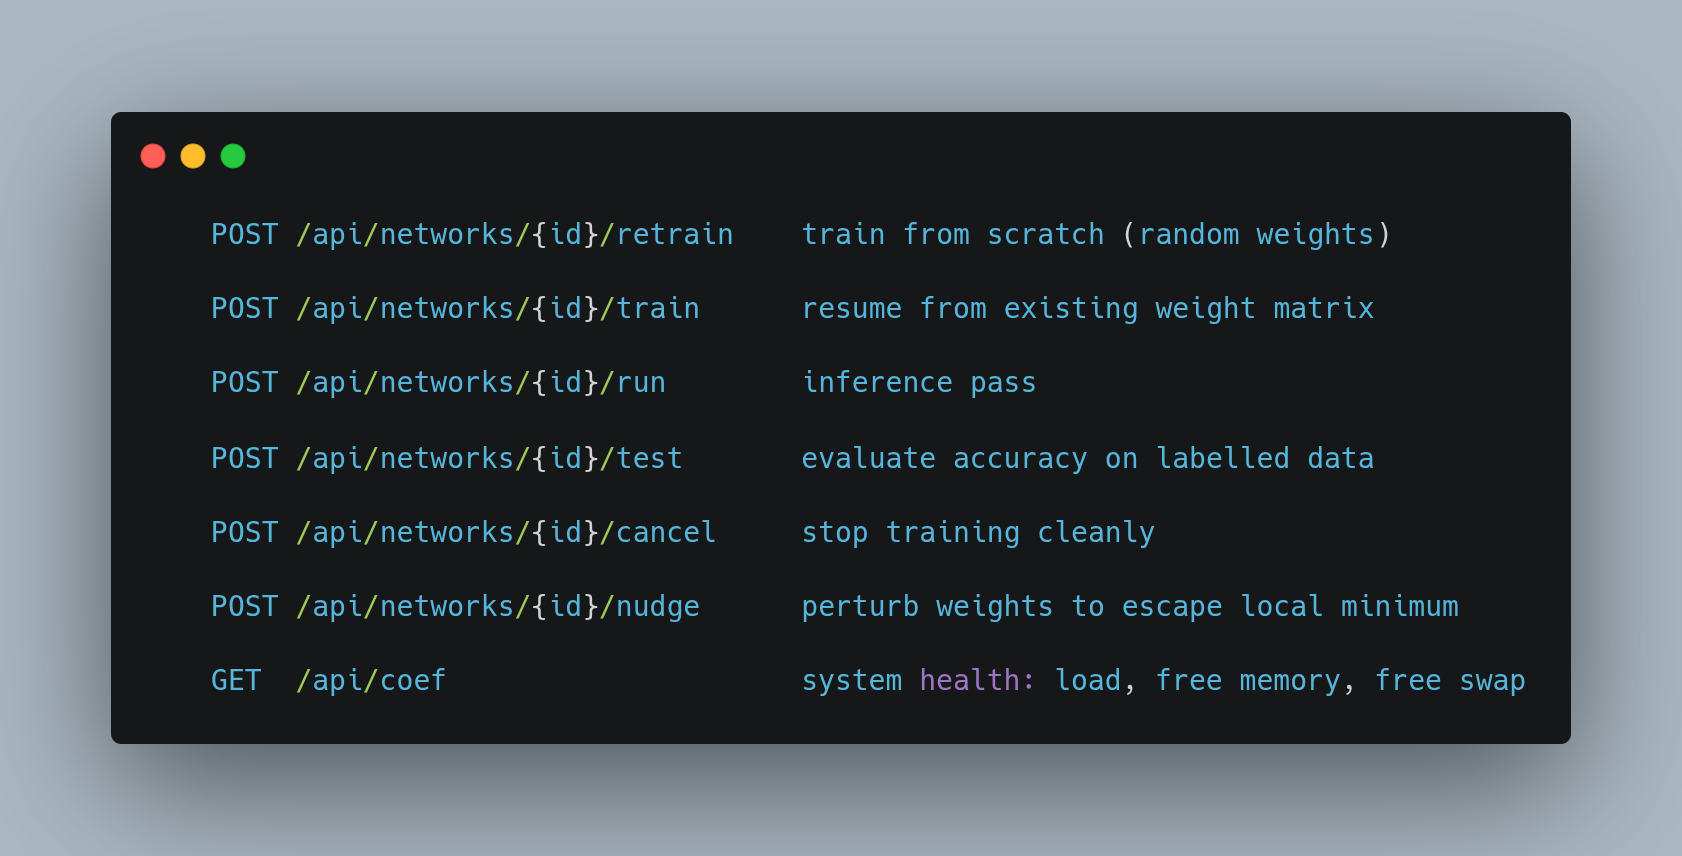 POST /api/networks/{id}/retrain    train from scratch (random weights)
POST /api/networks/{id}/train      resume from existing weight matrix
POST /api/networks/{id}/run        inference pass
POST /api/networks/{id}/test       evaluate accuracy on labelled data
POST /api/networks/{id}/cancel     stop training cleanly
POST /api/networks/{id}/nudge      perturb weights to escape local minimum
GET  /api/coef                     system health: load, free memory, free swap